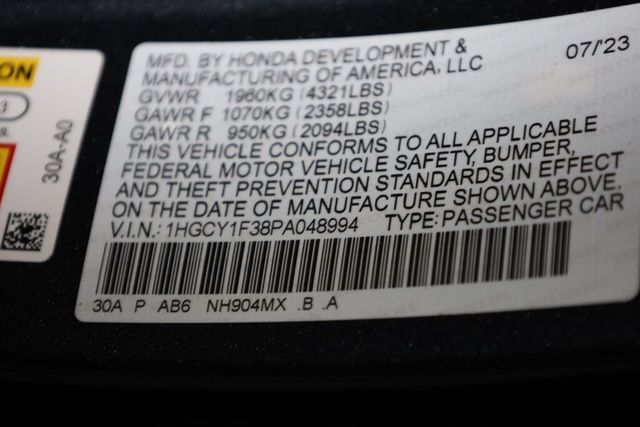 MFD. BY HONDA DEVELOPMENT &
MANUFACTURING OF AMERICA, LLC 07/'23
GVWR 1960KG (4321LBS)
GAWR F 1070KG (2358LBS)
GAWR R 950KG (2094LBS)
THIS VEHICLE CONFORMS TO ALL APPLICABLE
FEDERAL MOTOR VEHICLE SAFETY, BUMPER,
AND THEFT PREVENTION STANDARDS IN EFFECT
ON THE DATE OF MANUFACTURE SHOWN ABOVE.
V.I.N.: 1HGCY1F38PA048994 TYPE: PASSENGER CAR
30A P AB6 NH904MX .B .A
ON
3
s.
30A-A0